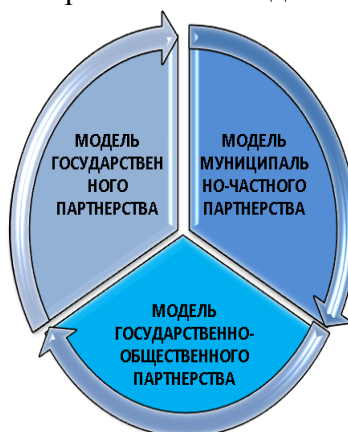 МОДЕЛЬ
ГОСУДАРСТВЕН
НОГО
ПАРТНЕРСТВА
МОДЕЛЬ
МУНИЦИПАЛЬ
НО-ЧАСТНОГО
ПАРТНЕРСТВА
МОДЕЛЬ
ГОСУДАРСТВЕННО-
ОБЩЕСТВЕННОГО
ПАРТНЕРСТВА